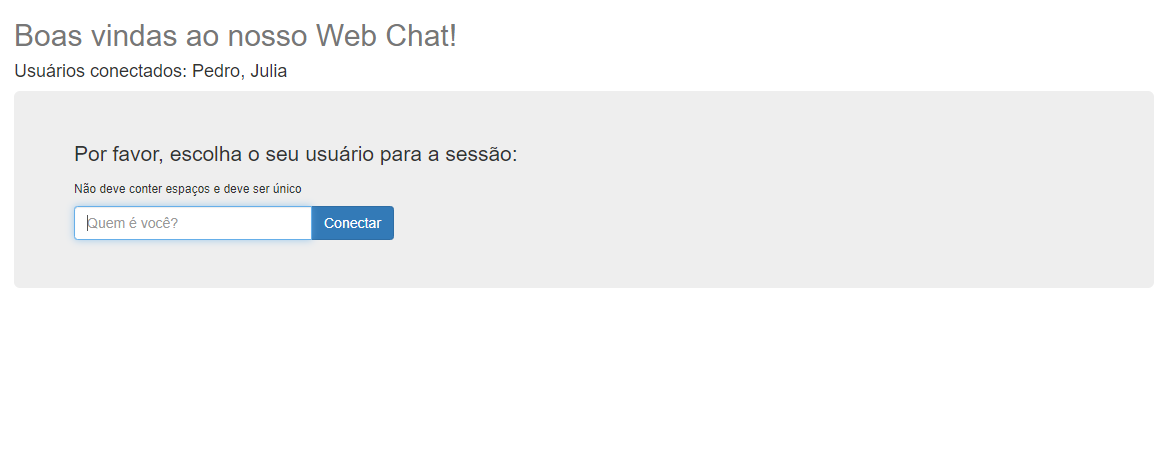 Boas vindas ao nosso Web Chat!
Usuários conectados: Pedro, Julia
Por favor, escolha o seu usuário para a sessão:
Não deve conter espaços e deve ser único
Quem é você? Conectar